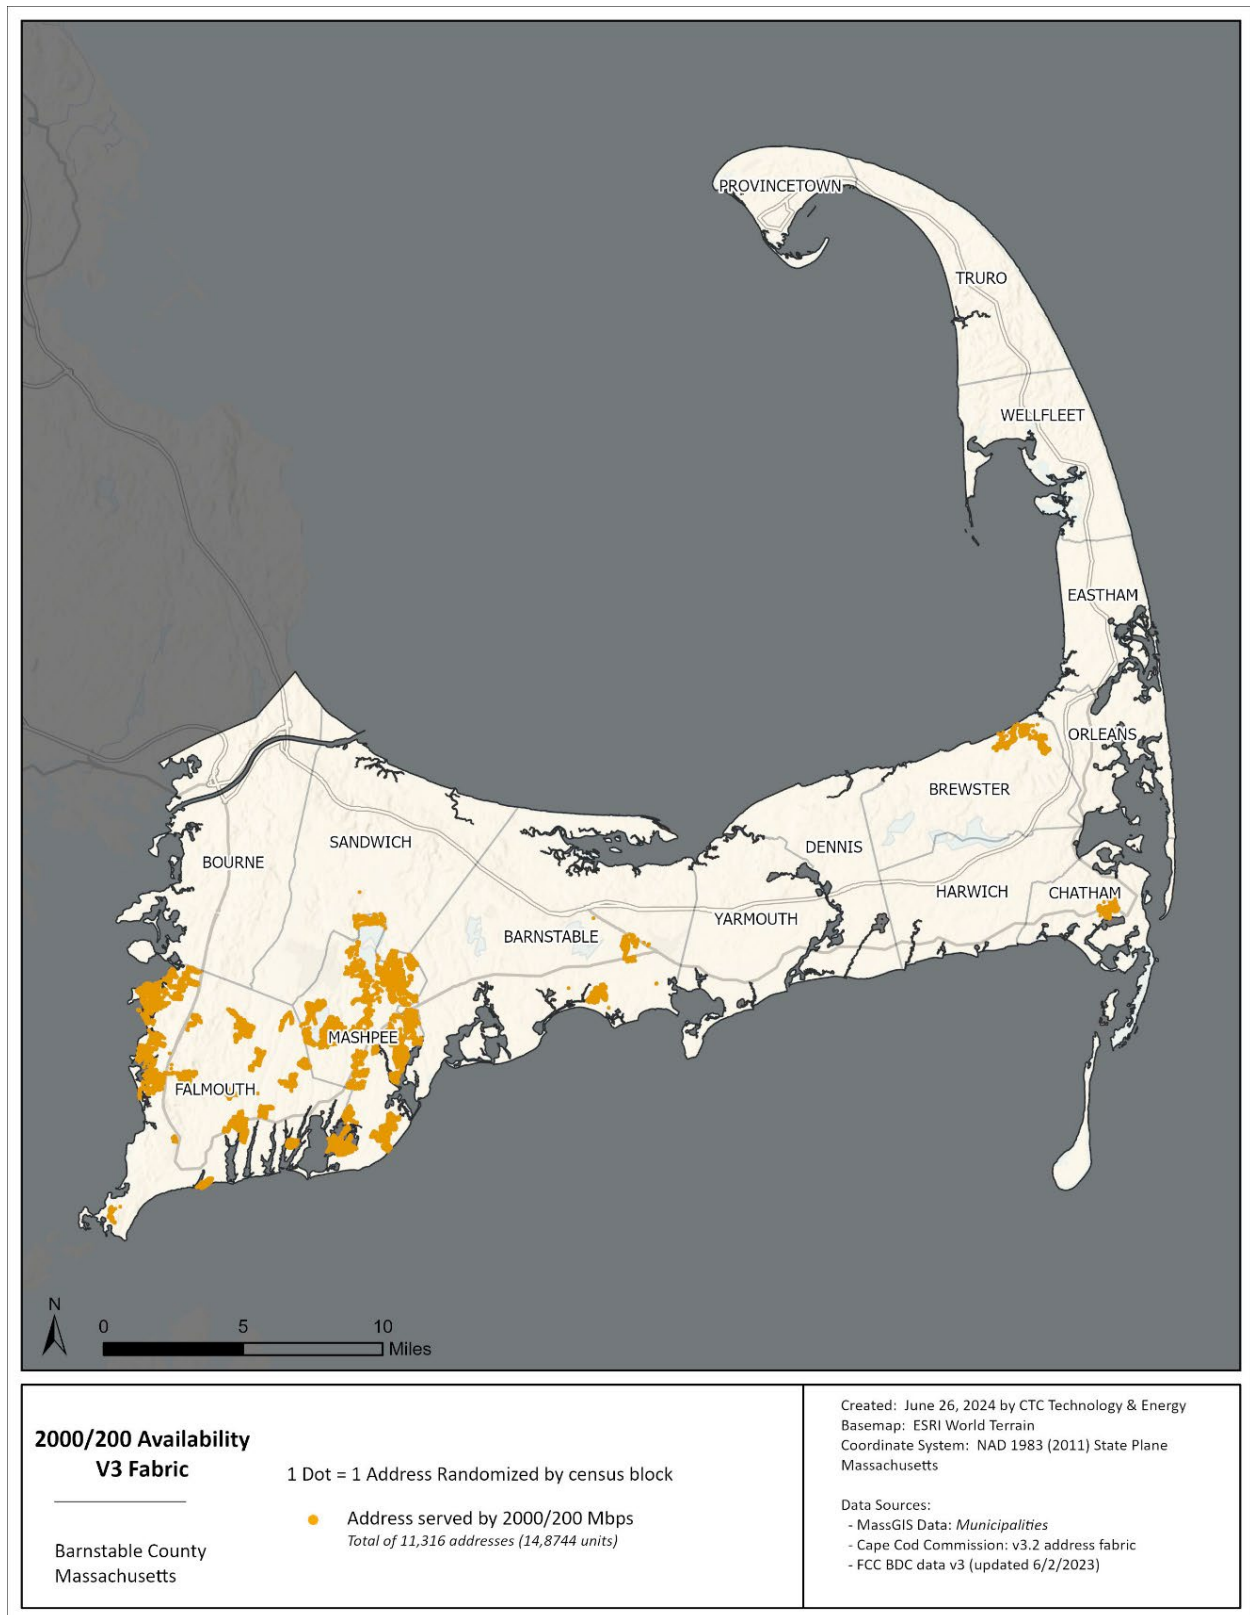 PROVINCETOWN
TRURO
WELLFLEET
EASTHAM
ORLEANS
BREWSTER
DENNIS
HARWICH
CHATHAM
SANDWICH
BOURNE
YARMOUTH
BARNSTABLE
MASHPEE
FALMOUTH
N
0 5 10
Miles
2000/200 Availability
V3 Fabric
Barnstable County
Massachusetts
1 Dot = 1 Address Randomized by census block
Address served by 2000/200 Mbps
Total of 11,316 addresses (14,8744 units)
Created: June 26, 2024 by CTC Technology & Energy
Basemap: ESRI World Terrain
Coordinate System: NAD 1983 (2011) State Plane
Massachusetts
Data Sources:
- MassGIS Data: Municipalities
- Cape Cod Commission: v3.2 address fabric
- FCC BDC data v3 (updated 6/2/2023)